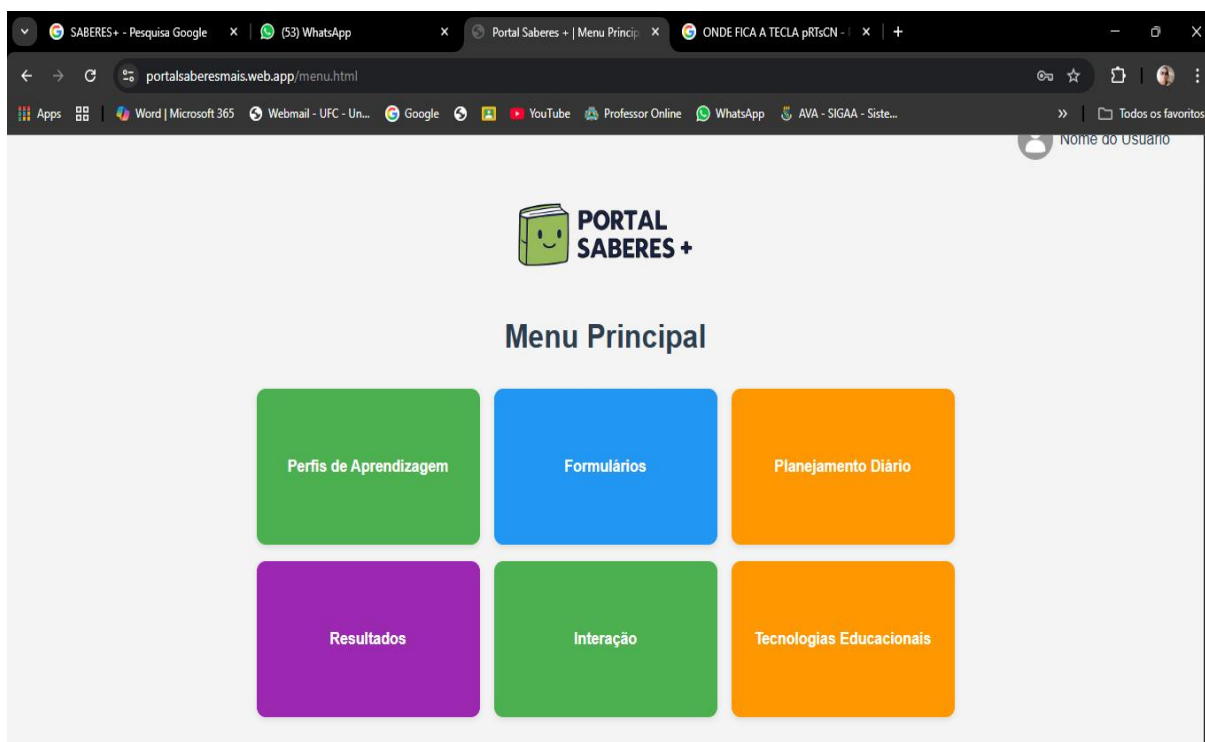 SABERES+ - Pesquisa Google
(53) WhatsApp
Portal Saberes + | Menu Princip
ONDE FICA A TECLA pRTsCN -
portalsaberesmais.web.app/menu.html
Apps
Word | Microsoft 365
Webmail - UFC - Un...
Google
YouTube
Professor Online
WhatsApp
AVA - SIGAA - Siste...
Todos os favoritos
Nome do Usuário
PORTAL
SABERES +
Menu Principal
Perfis de Aprendizagem
Formulários
Planejamento Diário
Resultados
Interação
Tecnologias Educacionais